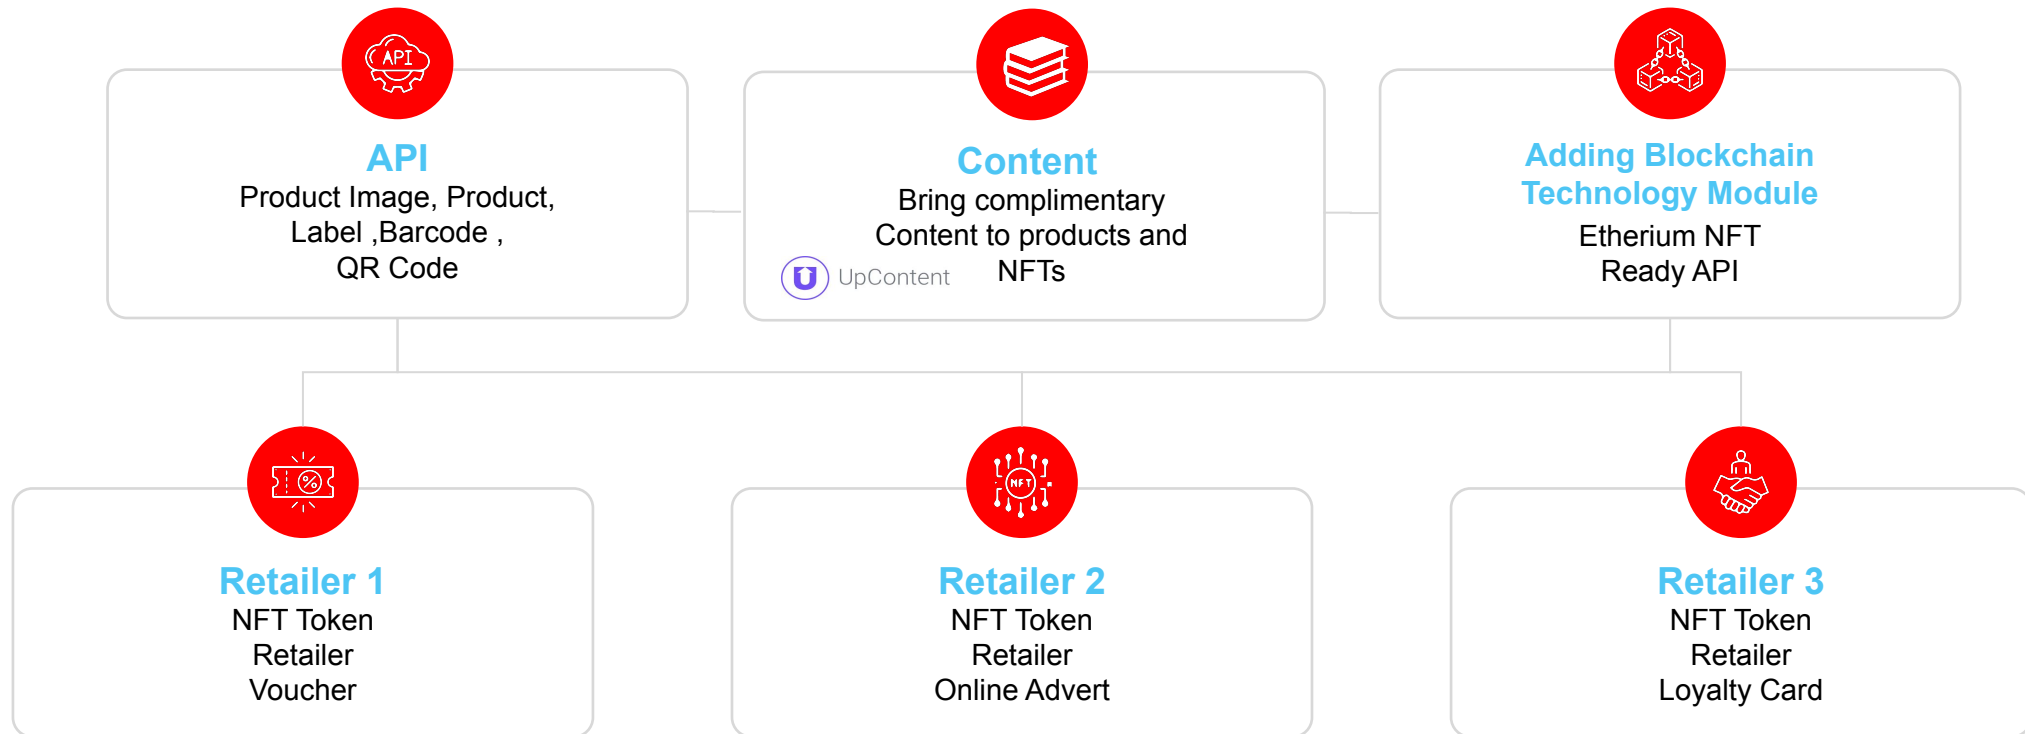 API
API
Product Image, Product,
Label ,Barcode ,
QR Code
Content
Bring complimentary
Content to products and
NFTs
UpContent
Adding Blockchain
Technology Module
Etherium NFT
Ready API
Retailer 1
NFT Token
Retailer
Voucher
NFT
Retailer 2
NFT Token
Retailer
Online Advert
Retailer 3
NFT Token
Retailer
Loyalty Card